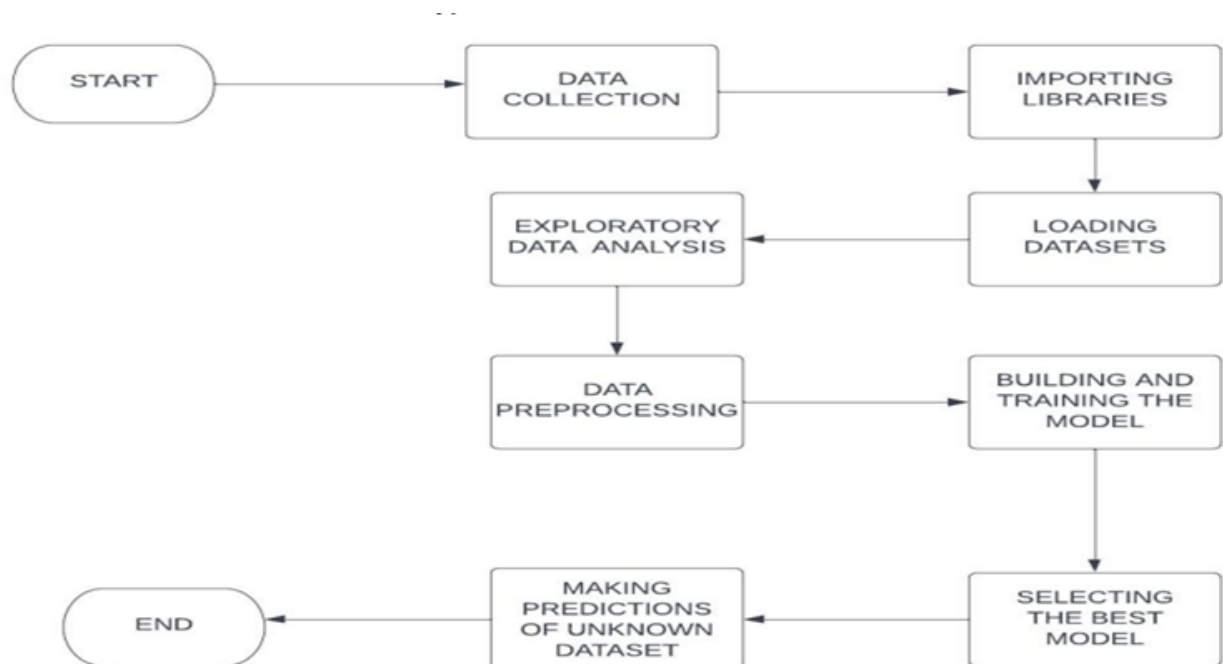 START
DATA
COLLECTION
IMPORTING
LIBRARIES
LOADING
DATASETS
EXPLORATORY
DATA ANALYSIS
DATA
PREPROCESSING
BUILDING AND
TRAINING THE
MODEL
SELECTING
THE BEST
MODEL
MAKING
PREDICTIONS
OF UNKNOWN
DATASET
END